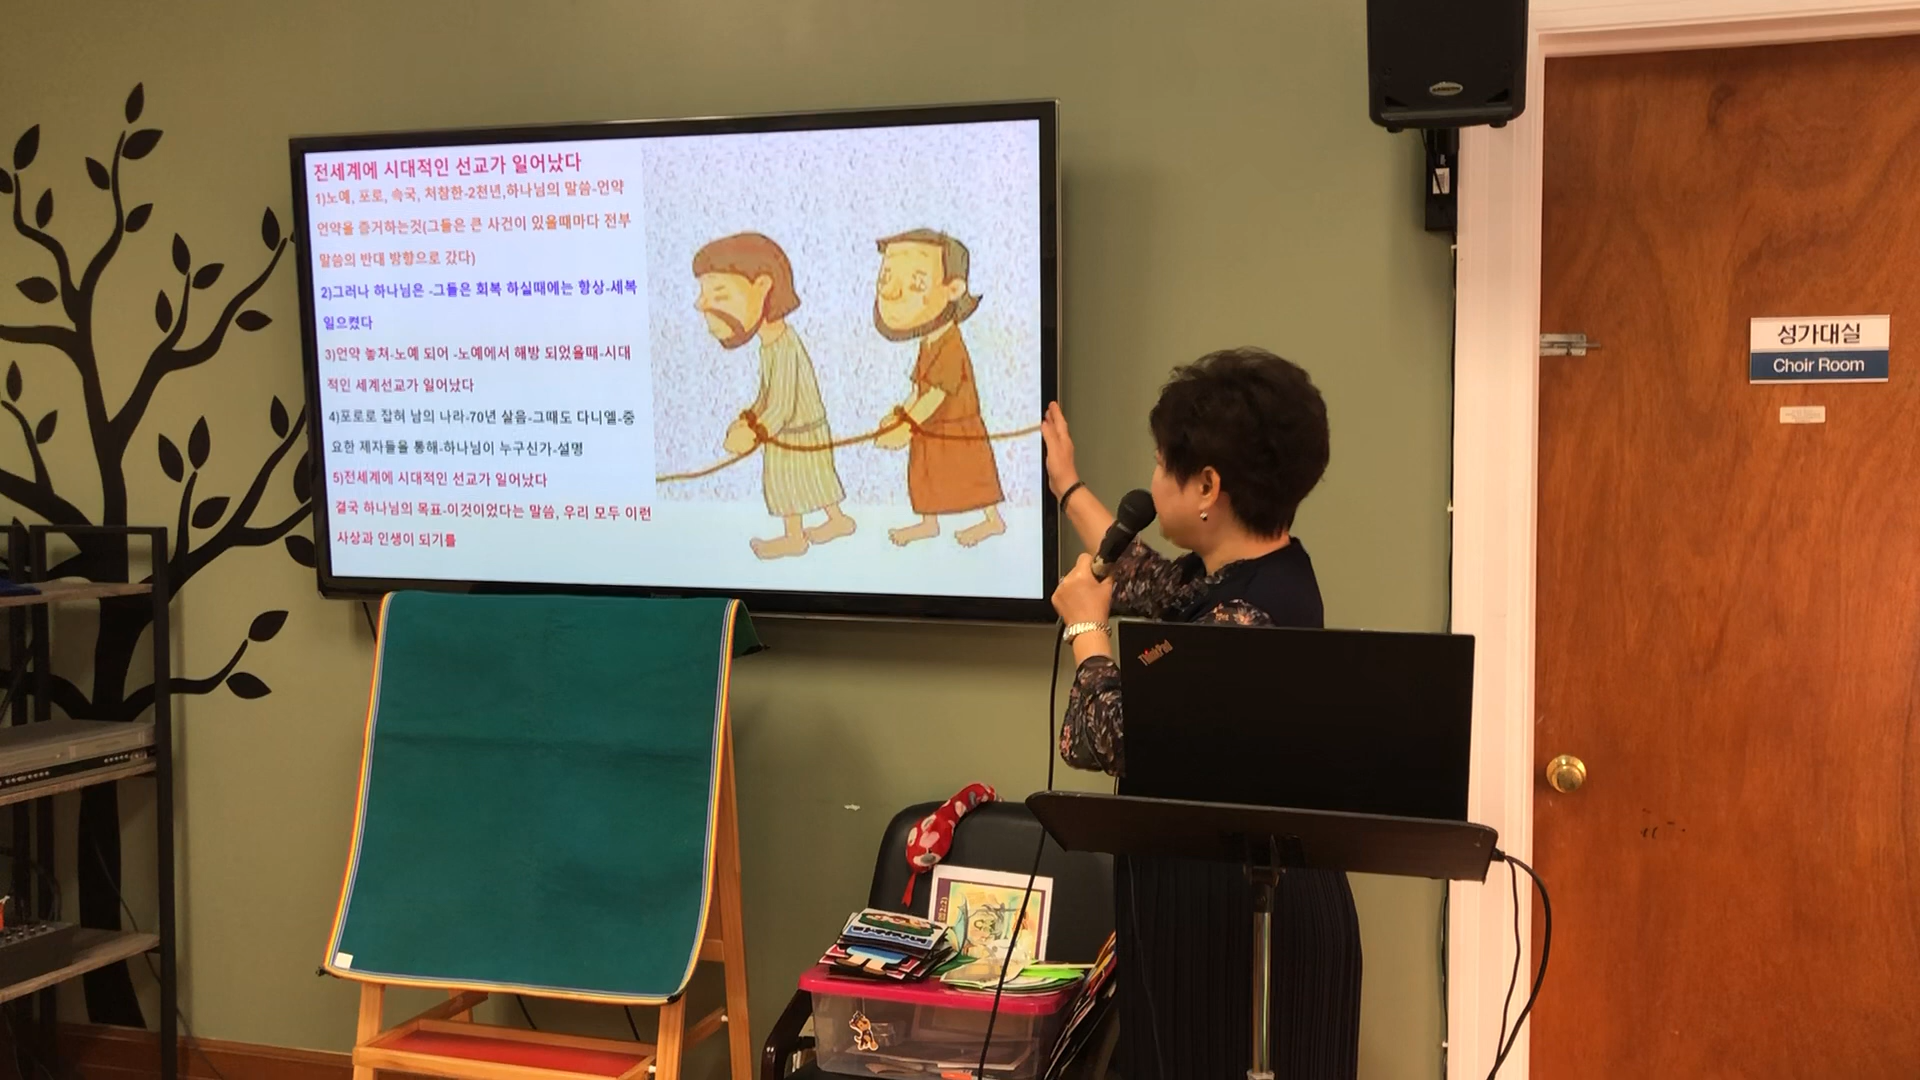 전세계에 시대적인 선교가 일어났다
1)노예, 포로, 속국, 처참한-2천년,하나님의 말씀-언약
언약을 증거하는것(그들은 큰 사건이 있을때마다 전부
말씀의 반대 방향으로 갔다)
2)그러나 하나님은 -그들은 회복 하실때에는 항상-세복
일으켰다
3)언약 놓쳐-노예 되어 -노예에서 해방 되었을때-시대
적인 세계선교가 일어났다
4)포로로 잡혀 남의 나라-70년 살음-그때도 다니엘-중
요한 제자들을 통해-하나님이 누구신가-설명
5)전세계에 시대적인 선교가 일어났다
결국 하나님의 목표-이것이었다는 말씀, 우리 모두 이런
사상과 인생이 되기를
성가대실
Choir Room
ThinkPad